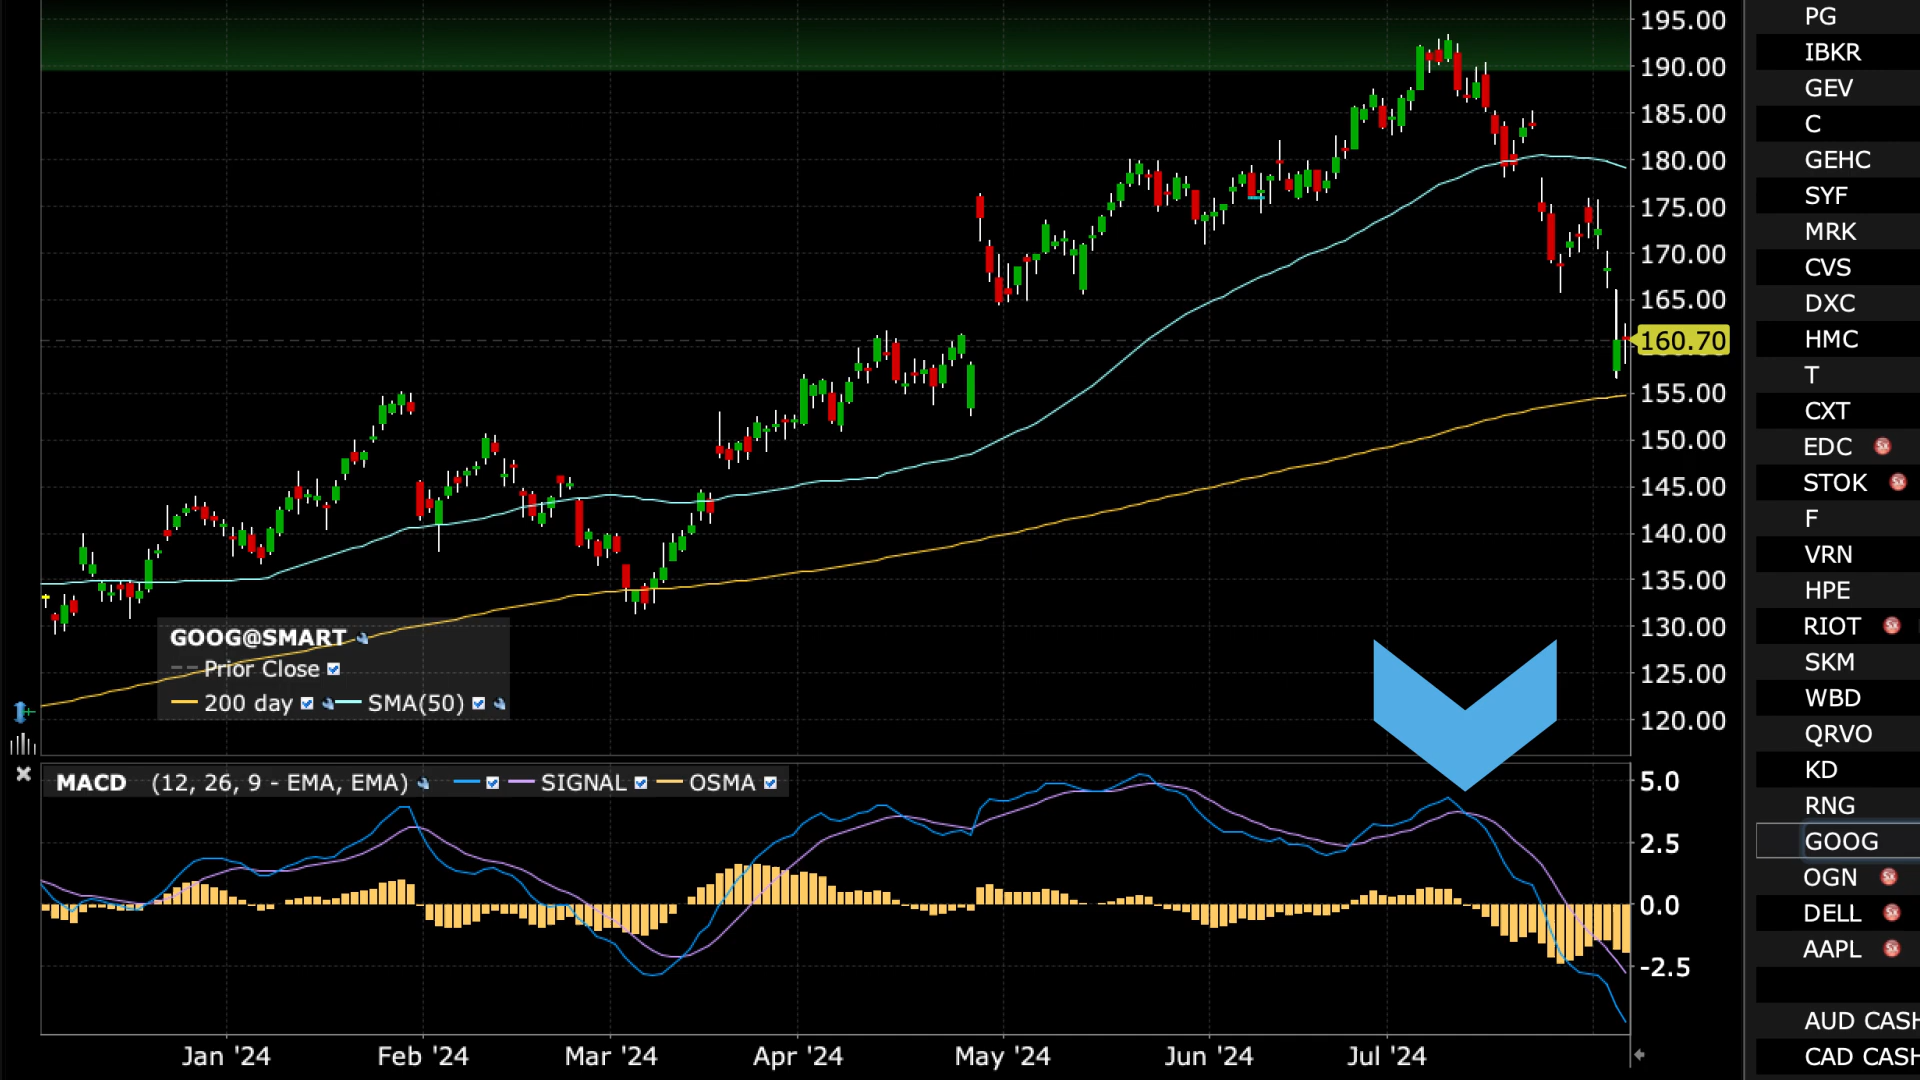 195.00
190.00
185.00
180.00
175.00
170.00
165.00
160.70
155.00
150.00
145.00
140.00
135.00
130.00
125.00
120.00
GOOG@SMART
Prior Close
200 day SMA(50)
MACD (12, 26, 9 - EMA, EMA) SIGNAL OSMA
5.0
2.5
0.0
-2.5
Jan '24 Feb '24 Mar '24 Apr '24 May '24 Jun '24 Jul '24
PG
IBKR
GEV
C
GEHC
SYF
MRK
CVS
DXC
HMC
T
CXT
EDC
STOK
F
VRN
HPE
RIOT
SKM
WBD
QRVO
KD
RNG
GOOG
OGN
DELL
AAPL
AUD CASH
CAD CASH